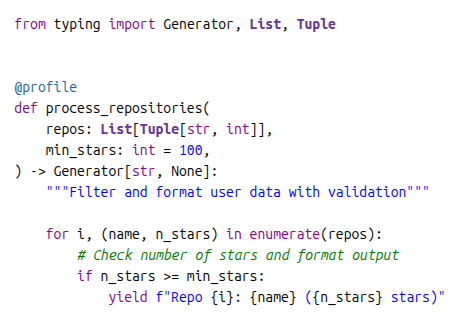 from typing import Generator, List, Tuple


@profile
def process_repositories(
    repos: List[Tuple[str, int]],
    min_stars: int = 100,
) -> Generator[str, None]:
    """Filter and format user data with validation"""

    for i, (name, n_stars) in enumerate(repos):
        # Check number of stars and format output
        if n_stars >= min_stars:
            yield f"Repo {i}: {name} ({n_stars} stars)"